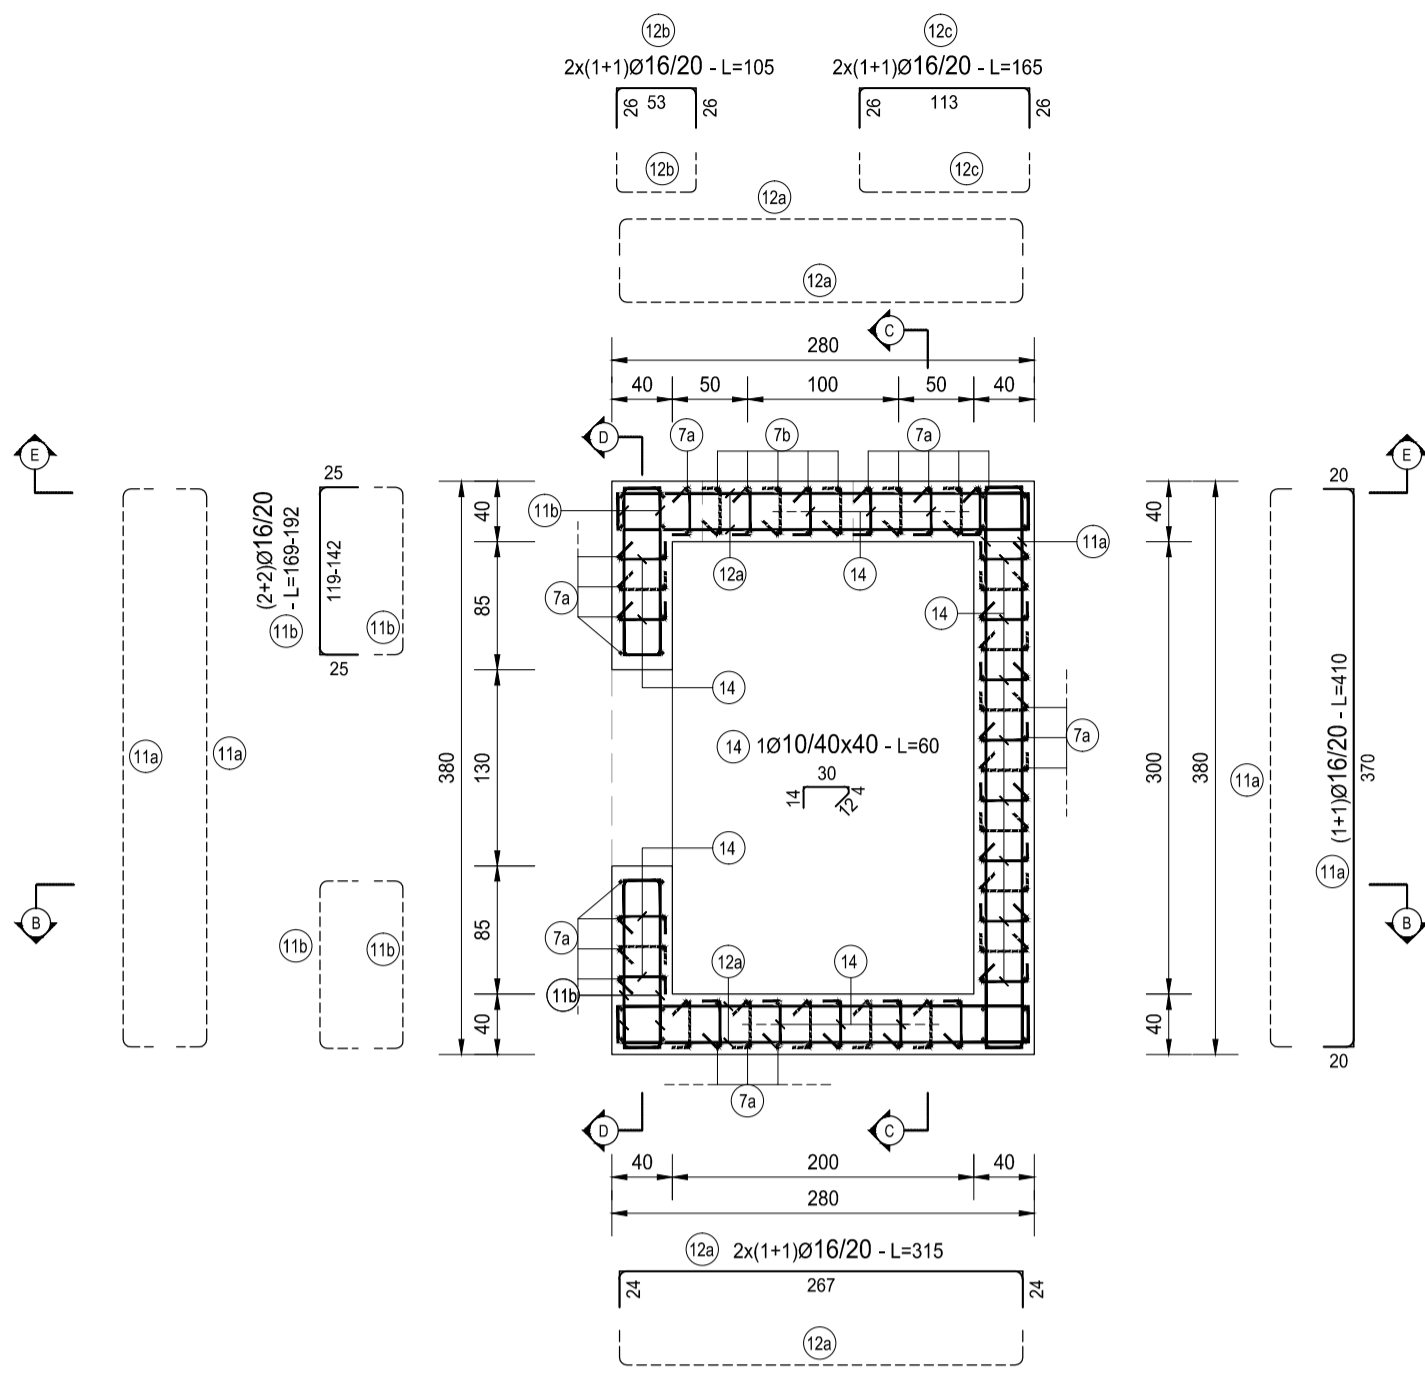 12b
2x(1+1)Ø16/20 - L=105
26 53 26
12b
12c
2x(1+1)Ø16/20 - L=165
26 113 26
12c
12a
12a
C
280
40 50 100 50 40
D
7a 7b 7a
E
E
25
(2+2)Ø16/20
- L=169-192
11b
119-142
11b
25
11a
11a
380
40
85
130
85
40
11b
7a
12a
14
11a
14
14
14 1Ø10/40x40 - L=60
30
14
12
4
7a
14
7a
11b
12a
14
7a
11b
11b
B
B
40
300
40
380
11a
20
(1+1)Ø16/20 - L=410
11a
370
20
D
C
40 200 40
280
12a 2x(1+1)Ø16/20 - L=315
24 267 24
12a